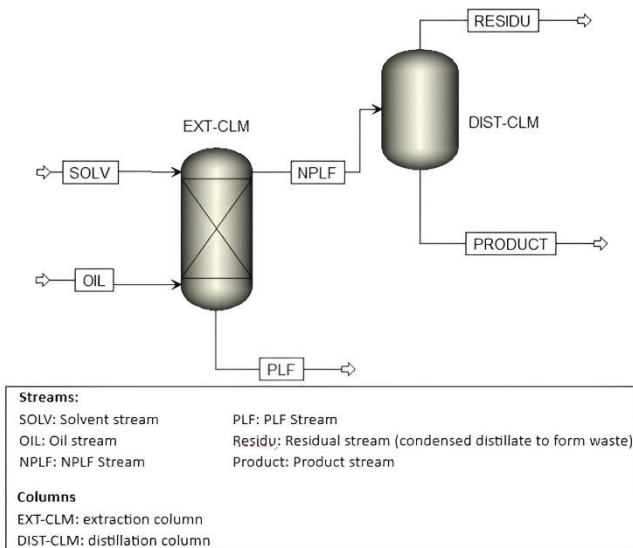 RESIDU
DIST-CLM
EXT-CLM
SOLV
NPLF
PRODUCT
OIL
PLF
Streams:
SOLV: Solvent stream PLF: PLF Stream
OIL: Oil stream Residu: Residual stream (condensed distillate to form waste)
NPLF: NPLF Stream Product: Product stream
Columns
EXT-CLM: extraction column
DIST-CLM: distillation column